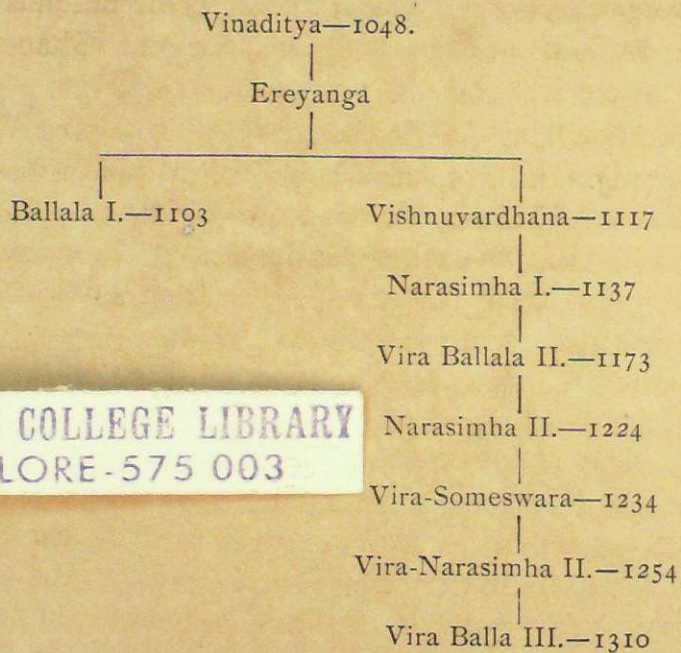 Vinaditya—1048.
Ereyanga
Ballala I.—1103 Vishnuvardhana—1117
Narasimha I.—1137
Vira Ballala II.—1173
COLLEGE LIBRARY
LORE-575 003
Narasimha II.—1224
Vira-Someswara—1234
Vira-Narasimha II.—1254
Vira Balla III.—1310